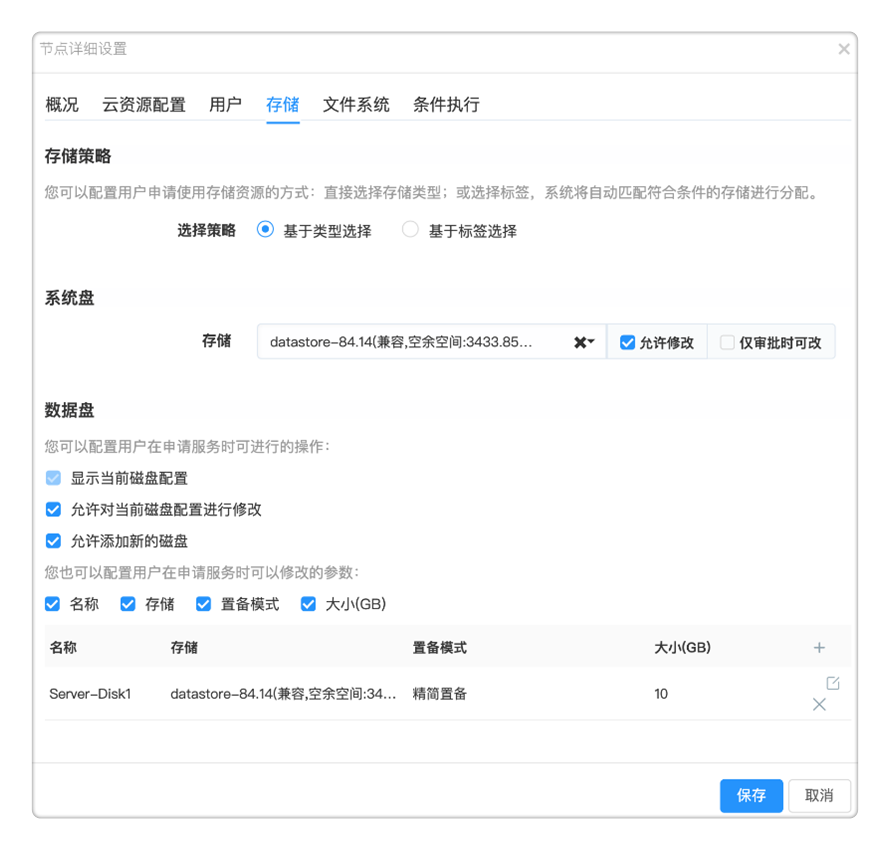 节点详细设置
概况 云资源配置 用户 存储 文件系统 条件执行
存储策略
您可以配置用户申请使用存储资源的方式：直接选择存储类型；或选择标签，系统将自动匹配符合条件的存储进行分配。
选择策略 基于类型选择 基于标签选择
系统盘
存储 datastore-84.14(兼容,空余空间:3433.85... 允许修改 仅审批时可改
数据盘
您可以配置用户在申请服务时可进行的操作：
显示当前磁盘配置
允许对当前磁盘配置进行修改
允许添加新的磁盘
您也可以配置用户在申请服务时可以修改的参数：
名称 存储 置备模式 大小(GB)
名称 存储 置备模式 大小(GB)
Server-Disk1 datastore-84.14(兼容,空余空间:34... 精简置备 10
保存 取消